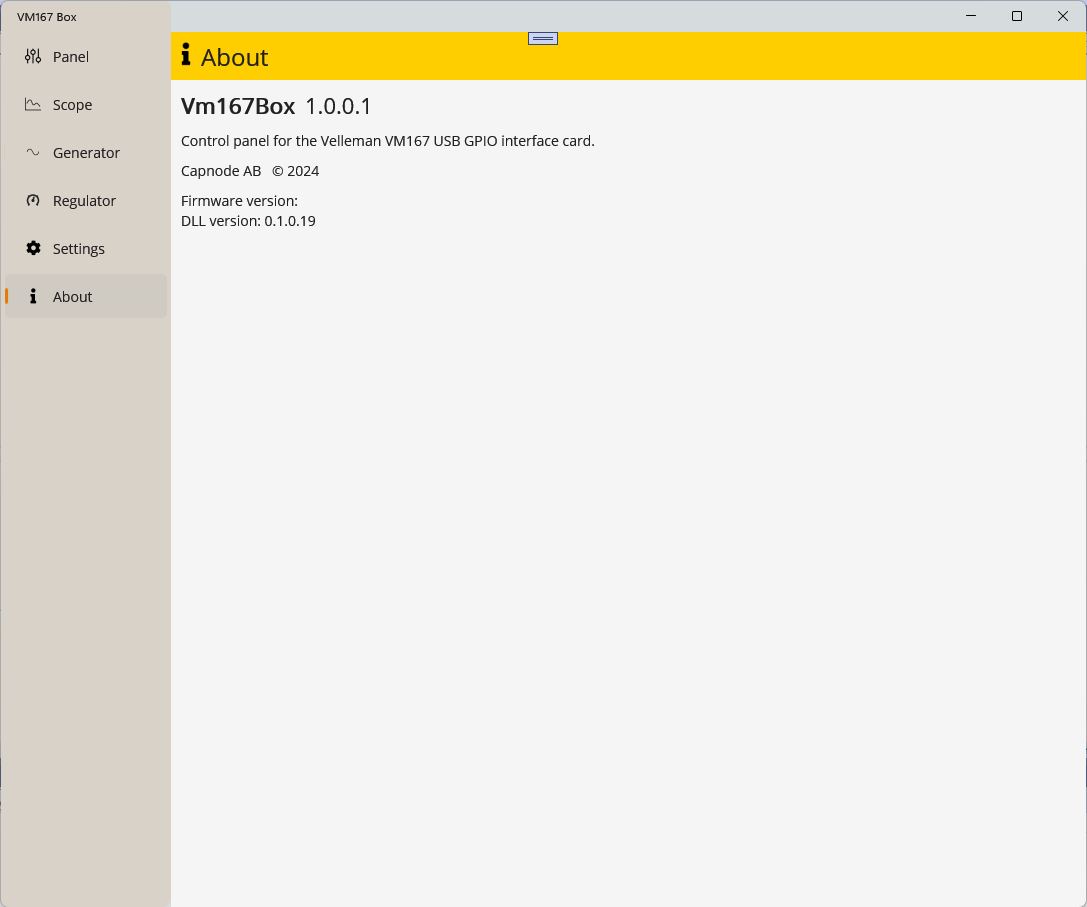 VM167 Box
Panel
Scope
Generator
Regulator
Settings
About
About
Vm167Box 1.0.0.1
Control panel for the Velleman VM167 USB GPIO interface card.
Capnode AB © 2024
Firmware version:
DLL version: 0.1.0.19